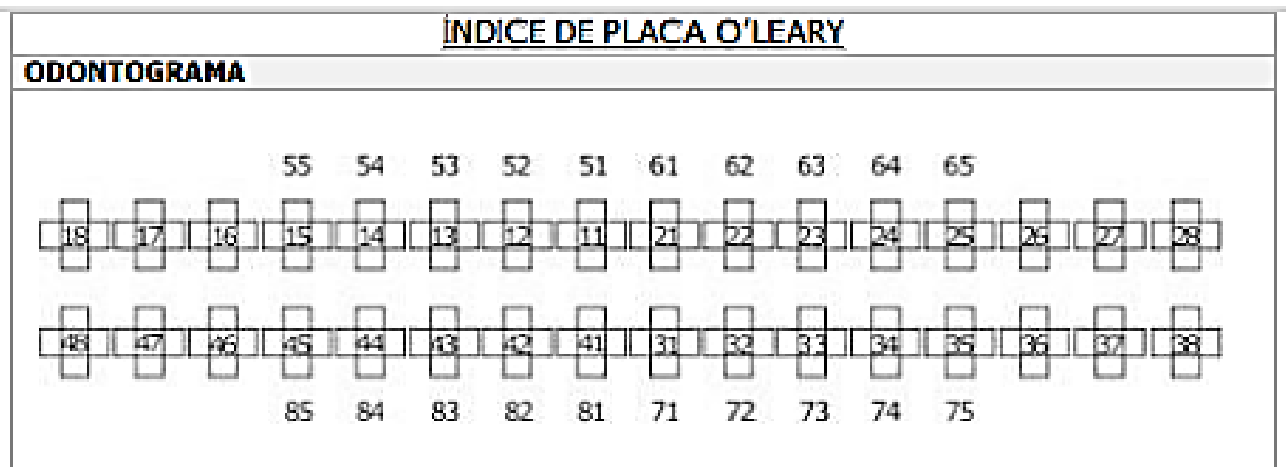 ÍNDICE DE PLACA O'LEARY
ODONTOGRAMA
55 54 53 52 51 61 62 63 64 65
18 17 16 15 14 13 12 11 21 22 23 24 25 26 27 28
48 47 46 45 44 43 42 41 31 32 33 34 35 36 37 38
85 84 83 82 81 71 72 73 74 75